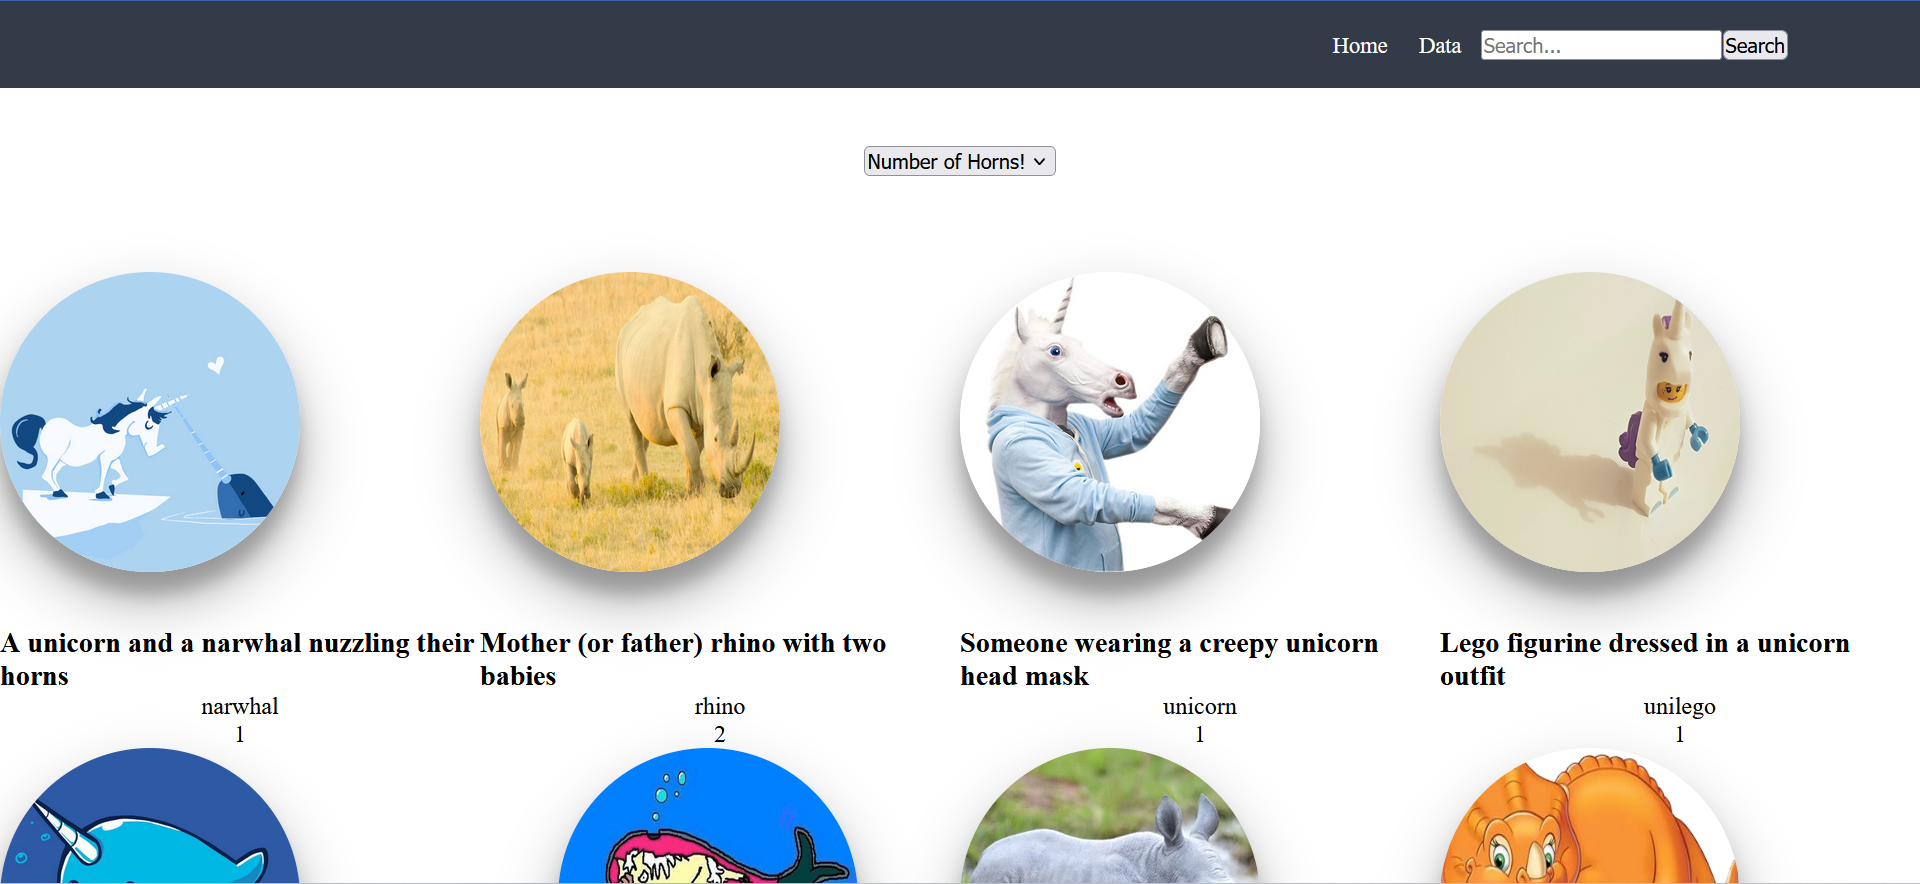 Home Data Search... Search
Number of Horns!
A unicorn and a narwhal nuzzling their
horns
narwhal
1
Mother (or father) rhino with two
babies
rhino
2
Someone wearing a creepy unicorn
head mask
unicorn
1
Lego figurine dressed in a unicorn
outfit
unilego
1